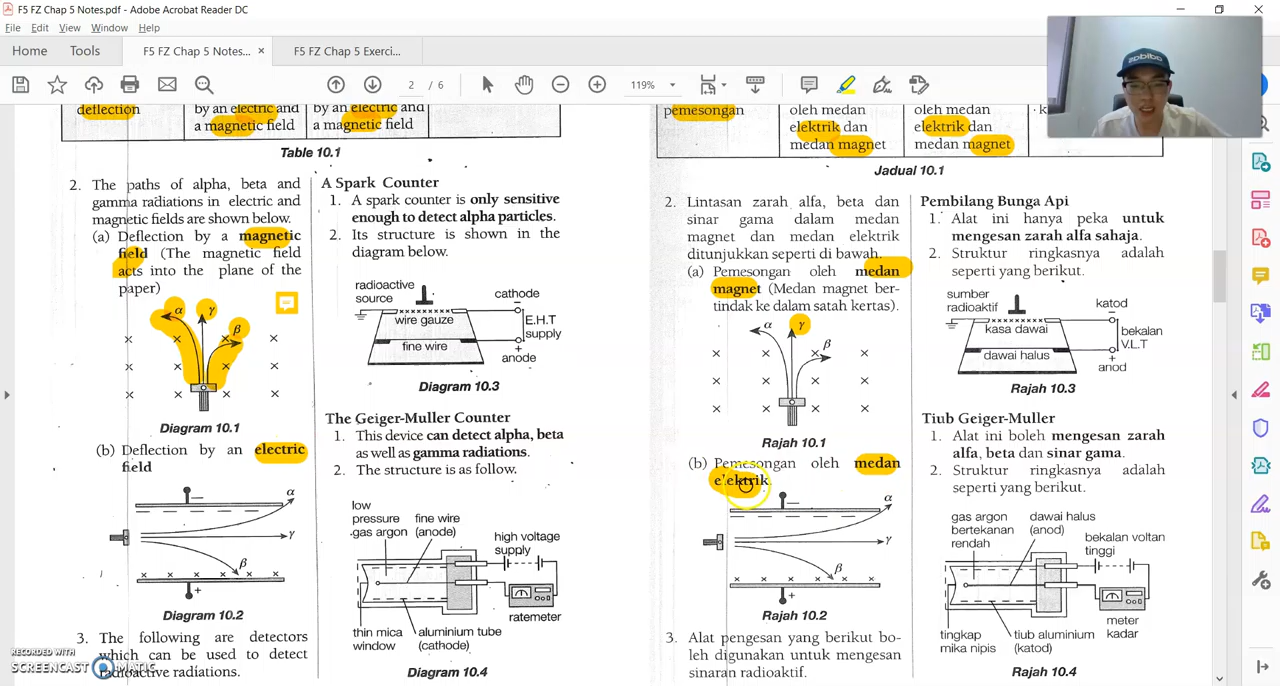 F5 FZ Chap 5 Notes.pdf - Adobe Acrobat Reader DC
File Edit View Window Help
Home Tools F5 FZ Chap 5 Notes... × F5 FZ Chap 5 Exerci...
2 / 6 119%
deflection
by an electric and
a magnetic field
by an electric and
a magnetic field
Table 10.1
2. The paths of alpha, beta and
gamma radiations in electric and
magnetic fields are shown below.
(a) Deflection by a magnetic
field (The magnetic field
acts into the plane of the
paper)
α γ β
× × × ×
× × × ×
× × × ×
Diagram 10.1
(b) Deflection by an electric
field
−
α
γ
β
× × × × × ×
+
Diagram 10.2
3. The following are detectors
which can be used to detect
radioactive radiations.
A Spark Counter
1. A spark counter is only sensitive
enough to detect alpha particles.
2. Its structure is shown in the
diagram below.
radioactive
source
cathode
−
wire gauze
E.H.T
supply
fine wire
+
anode
Diagram 10.3
The Geiger-Muller Counter
1. This device can detect alpha, beta
as well as gamma radiations.
2. The structure is as follow.
low
pressure
gas argon
fine wire
(anode)
high voltage
supply
ratemeter
thin mica
window
aluminium tube
(cathode)
Diagram 10.4
pemesongan
oleh medan
elektrik dan
medan magnet
oleh medan
elektrik dan
medan magnet
Jadual 10.1
2. Lintasan zarah alfa, beta dan
sinar gama dalam medan
magnet dan medan elektrik
ditunjukkan seperti di bawah.
(a) Pemesongan oleh medan
magnet (Medan magnet ber-
tindak ke dalam satah kertas).
α γ β
× × × ×
× × × ×
× × × ×
Rajah 10.1
(b) Pemesongan oleh medan
elektrik.
−
α
γ
β
× × × × × ×
+
Rajah 10.2
3. Alat pengesan yang berikut bo-
leh digunakan untuk mengesan
sinaran radioaktif.
Pembilang Bunga Api
1. Alat ini hanya peka untuk
mengesan zarah alfa sahaja.
2. Struktur ringkasnya adalah
seperti yang berikut.
sumber
radioaktif
katod
−
kasa dawai
bekalan
V.L.T
dawai halus
+
anod
Rajah 10.3
Tiub Geiger-Muller
1. Alat ini boleh mengesan zarah
alfa, beta dan sinar gama.
2. Struktur ringkasnya adalah
seperti yang berikut.
gas argon
bertekanan
rendah
dawai halus
(anod)
bekalan voltan
tinggi
meter
kadar
tingkap
mika nipis
tiub aluminium
(katod)
Rajah 10.4
RECORDED WITH
SCREENCAST MATIC